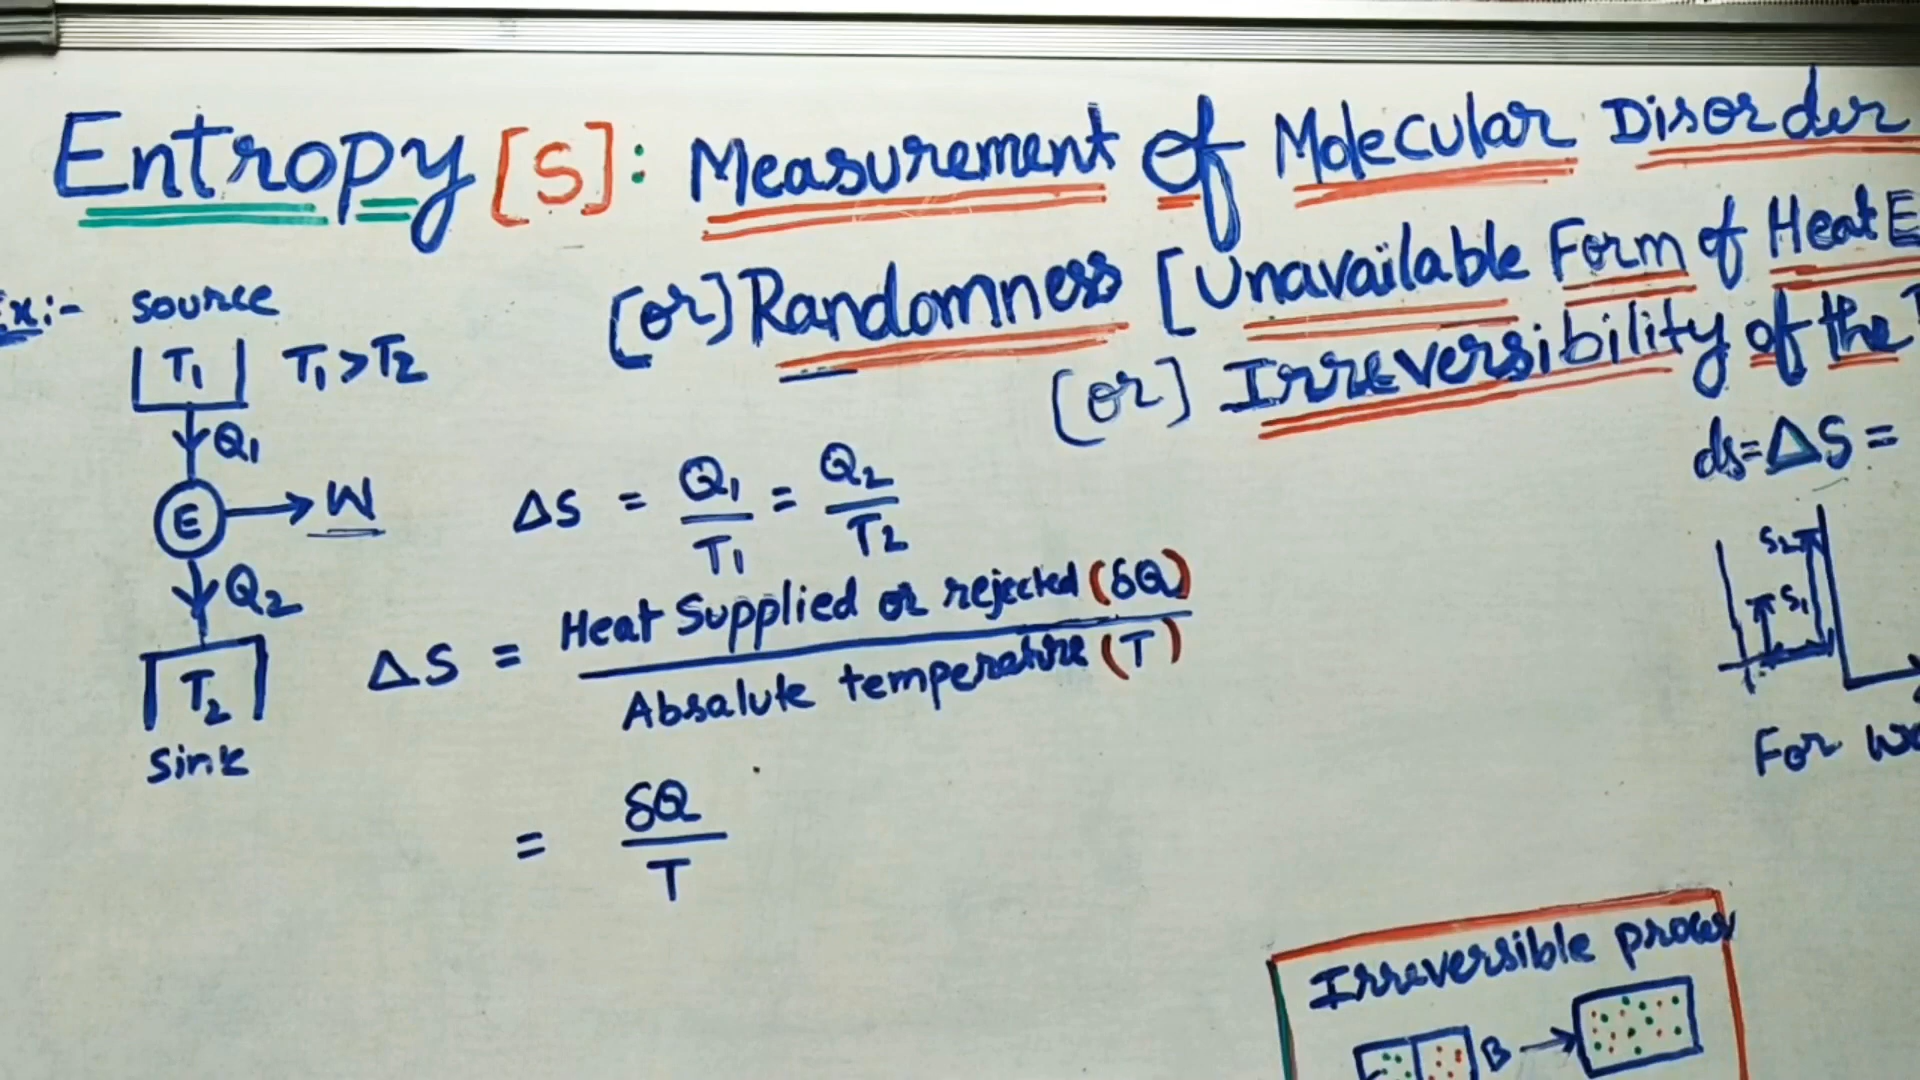 Entropy [S]: Measurement of Molecular Disorder
(or) Randomness [Unavailable Form of Heat E
(or) Irreversibility of the
Ex:- source
T1 T1>T2
Q1
E W
Q2
T2
Sink
ΔS = Q1/T1 = Q2/T2
ΔS = Heat Supplied or rejected (δQ)
Absalute temperature (T)
= δQ/T
ds=ΔS=
S2
S1
For
Irreversible proces
B